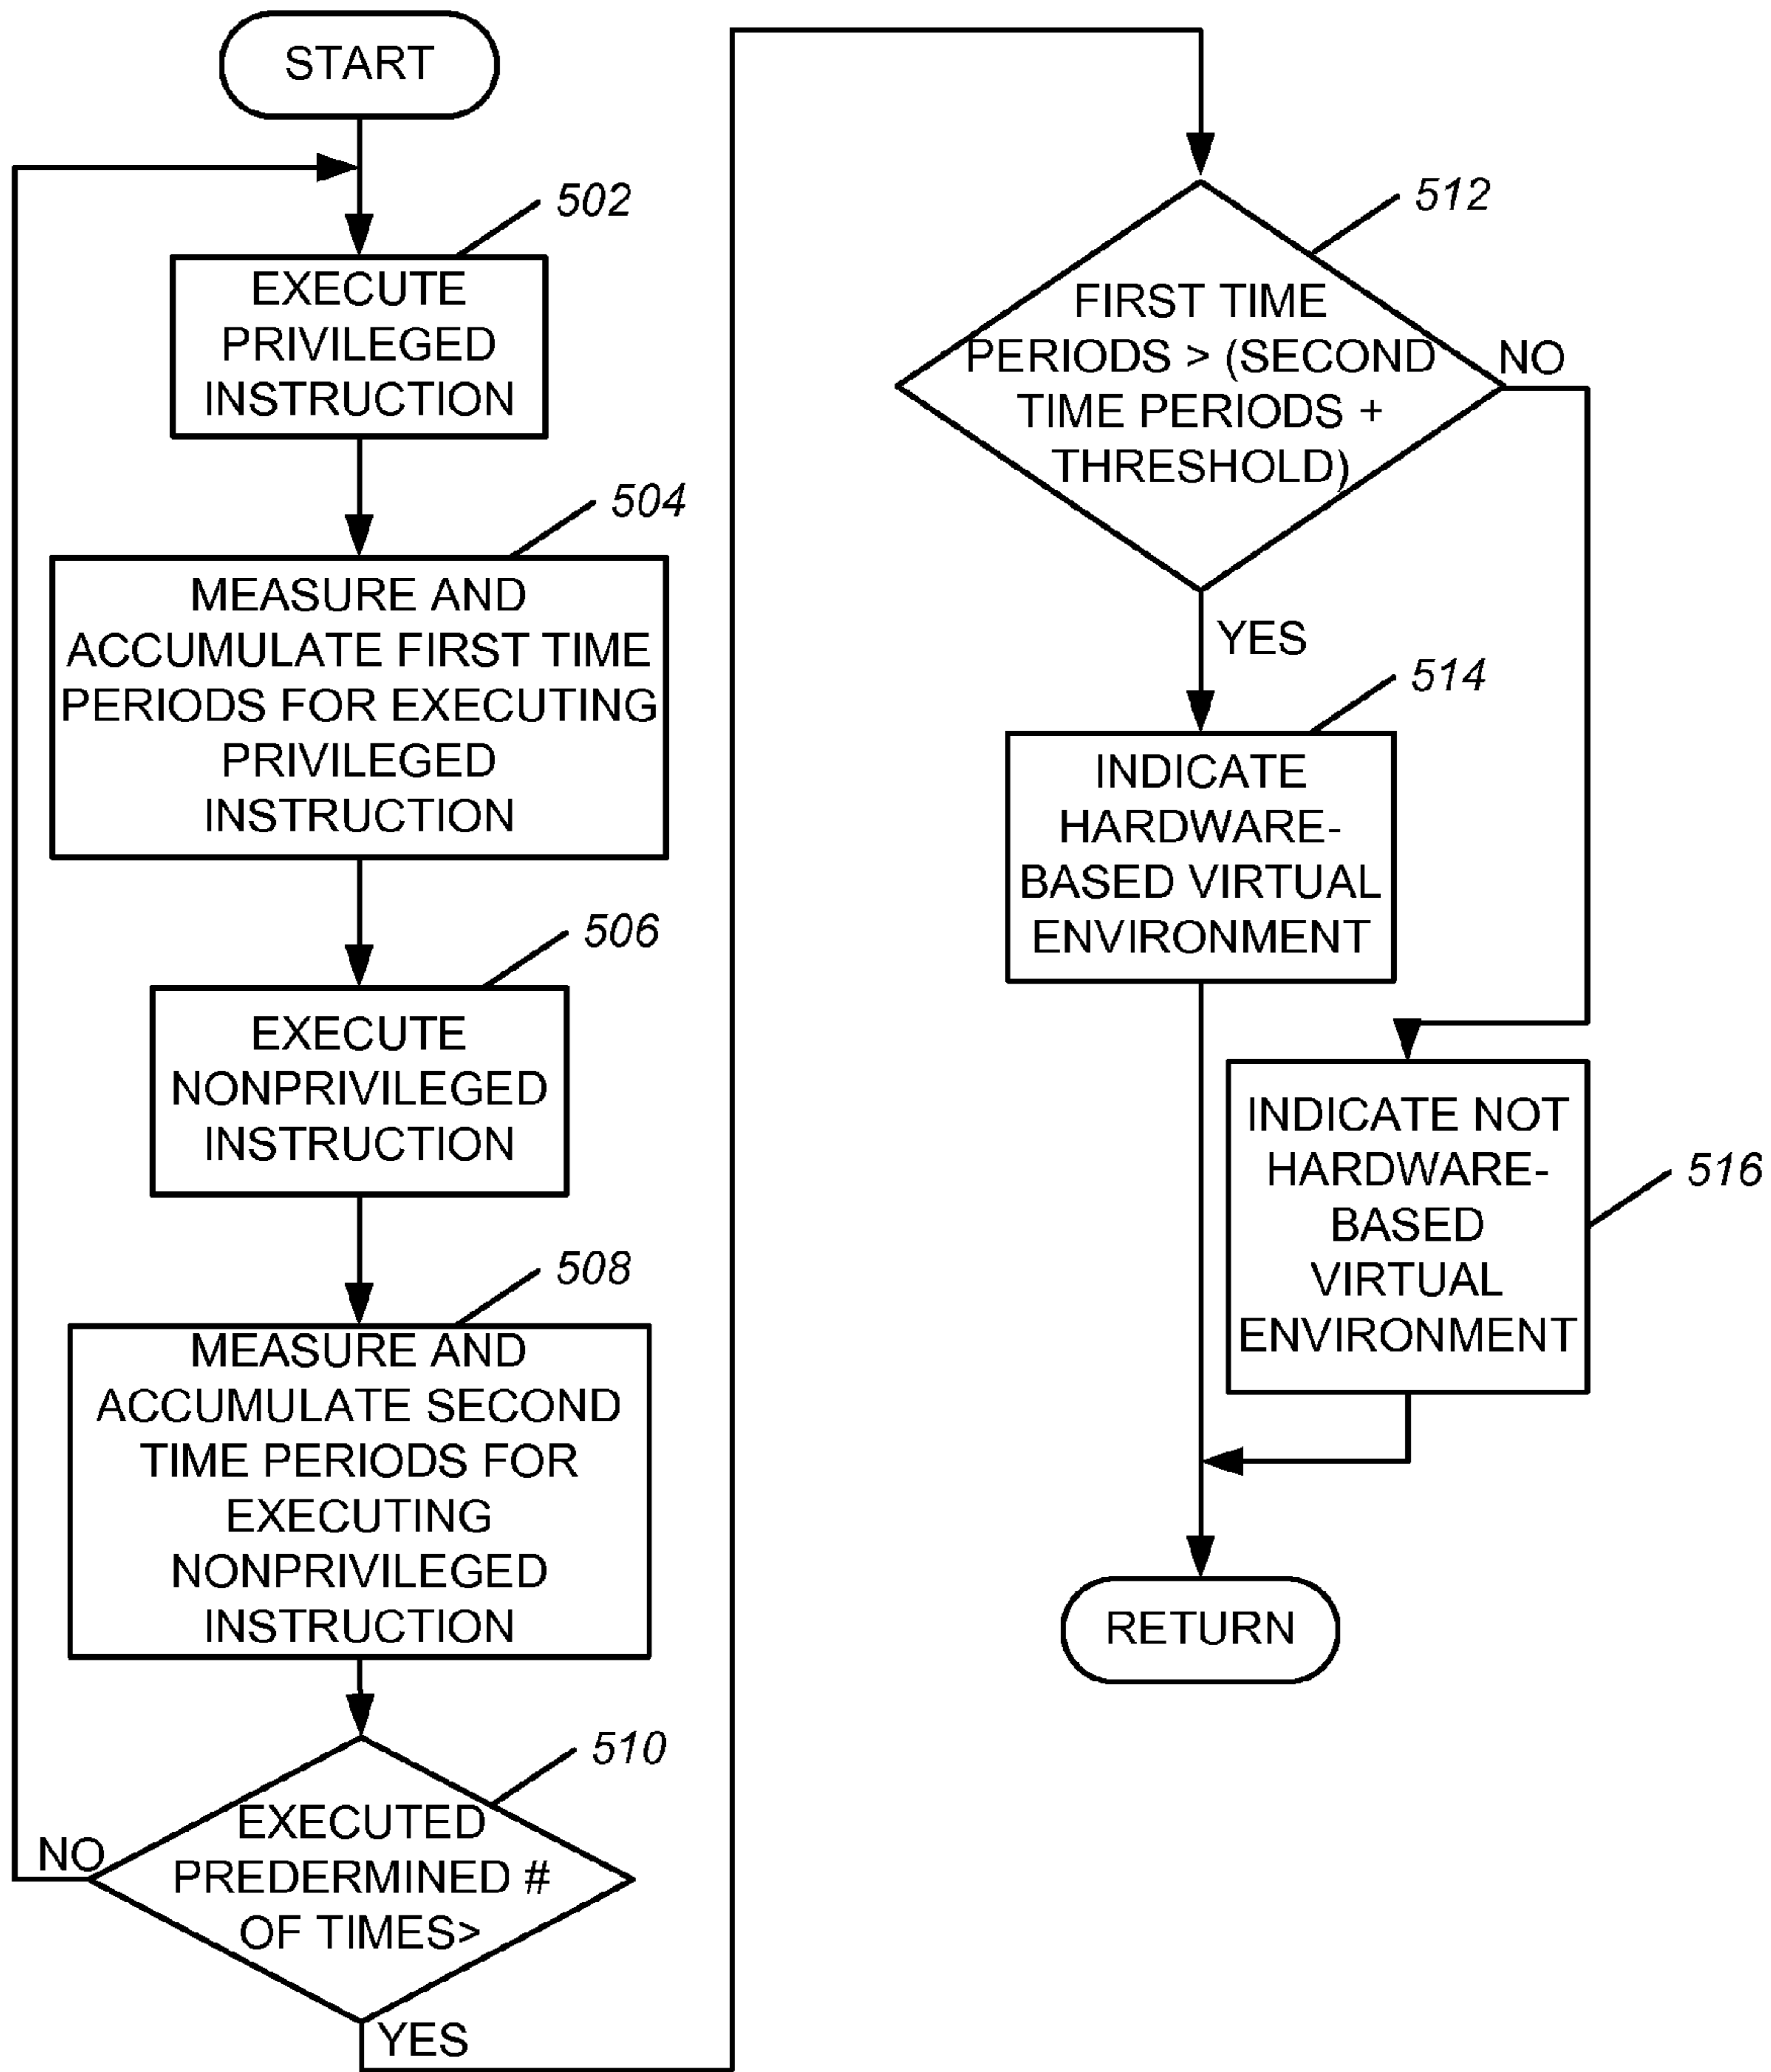 START
502
EXECUTE
PRIVILEGED
INSTRUCTION
504
MEASURE AND
ACCUMULATE FIRST TIME
PERIODS FOR EXECUTING
PRIVILEGED
INSTRUCTION
506
EXECUTE
NONPRIVILEGED
INSTRUCTION
508
MEASURE AND
ACCUMULATE SECOND
TIME PERIODS FOR
EXECUTING
NONPRIVILEGED
INSTRUCTION
510
EXECUTED
PREDERMINED #
OF TIMES>
NO
YES
512
FIRST TIME
PERIODS > (SECOND
TIME PERIODS +
THRESHOLD)
NO
YES
514
INDICATE
HARDWARE-
BASED VIRTUAL
ENVIRONMENT
516
INDICATE NOT
HARDWARE-
BASED
VIRTUAL
ENVIRONMENT
RETURN